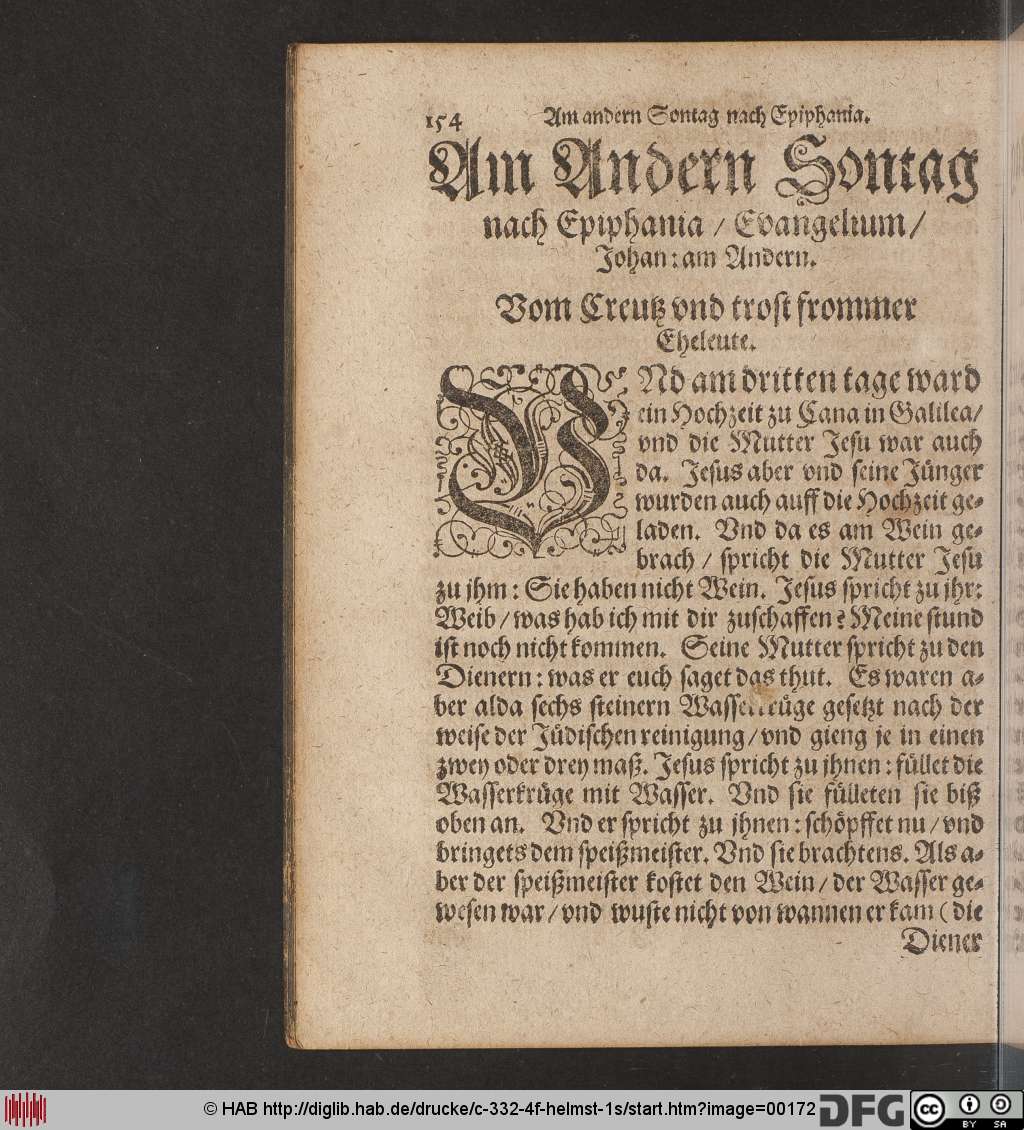 154 Am andern Sontag nach Epiphania.
Am Andern Sontag
nach Epiphania / Evangelium /
Johan: am Andern.
Vom Creutz vnd trost frommer
Eheleute.
VNd am dritten tage ward
ein Hochzeit zu Cana in Galilea/
vnd die Mutter Jesu war auch
da. Jesus aber vnd seine Jünger
wurden auch auff die Hochzeit ge-
laden. Vnd da es am Wein ge-
brach / spricht die Mutter Jesu
zu jhm: Sie haben nicht Wein. Jesus spricht zu jhr:
Weib / was hab ich mit dir zuschaffen? Meine stund
ist noch nicht kommen. Seine Mutter spricht zu den
Dienern: was er euch saget das thut. Es waren a-
ber alda sechs steinern Wasserkrüge gesetzt nach der
weise der Jüdischen reinigung / vnd gieng je in einen
zwey oder drey maß. Jesus spricht zu jhnen: füllet die
Wasserkrüge mit Wasser. Vnd sie fülleten sie biß
oben an. Vnd er spricht zu jhnen: schöpffet nu / vnd
bringets dem speißmeister. Vnd sie brachtens. Als a-
ber der speißmeister kostet den Wein / der Wasser ge-
wesen war / vnd wuste nicht von wannen er kam (die
Diener
© HAB http://diglib.hab.de/drucke/c-332-4f-helmst-1s/start.htm?image=00172 DFG cc BY SA